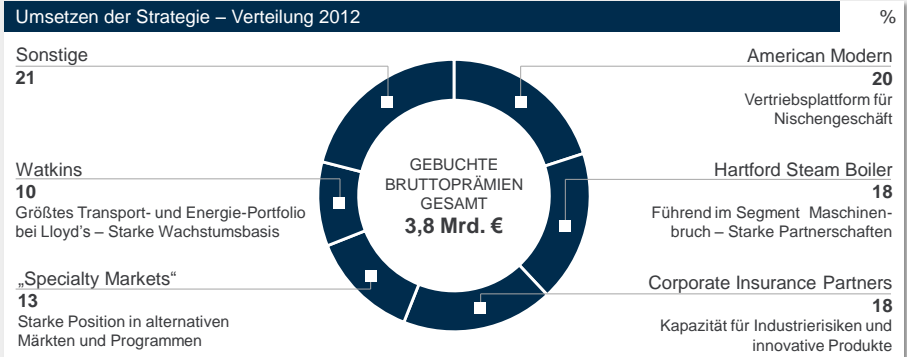 Umsetzen der Strategie – Verteilung 2012 %
Sonstige
21
American Modern
20
Vertriebsplattform für
Nischengeschäft
Watkins
10
Größtes Transport- und Energie-Portfolio
bei Lloyd's – Starke Wachstumsbasis
GEBUCHTE
BRUTTOPRÄMIEN
GESAMT
3,8 Mrd. €
Hartford Steam Boiler
18
Führend im Segment Maschinen-
bruch – Starke Partnerschaften
„Specialty Markets“
13
Starke Position in alternativen
Märkten und Programmen
Corporate Insurance Partners
18
Kapazität für Industrierisiken und
innovative Produkte